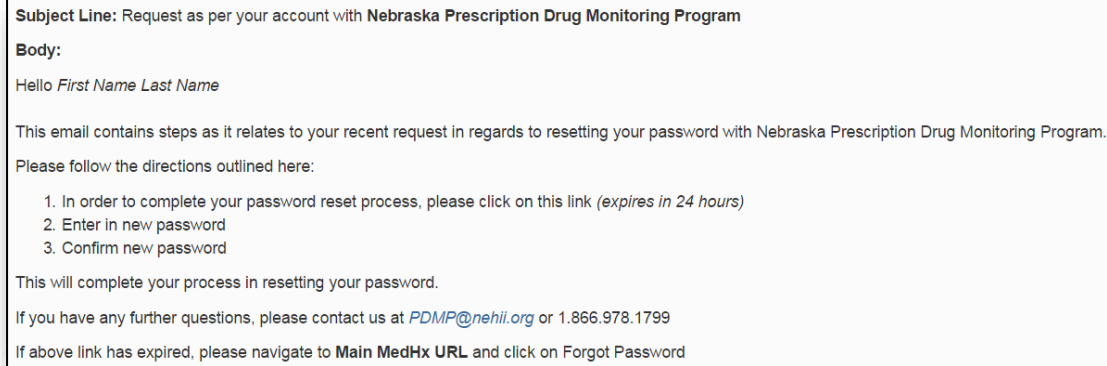 Subject Line: Request as per your account with Nebraska Prescription Drug Monitoring Program
Body:
Hello First Name Last Name
This email contains steps as it relates to your recent request in regards to resetting your password with Nebraska Prescription Drug Monitoring Program.
Please follow the directions outlined here:
1. In order to complete your password reset process, please click on this link (expires in 24 hours)
2. Enter in new password
3. Confirm new password
This will complete your process in resetting your password.
If you have any further questions, please contact us at PDMP@nehii.org or 1.866.978.1799
If above link has expired, please navigate to Main MedHx URL and click on Forgot Password